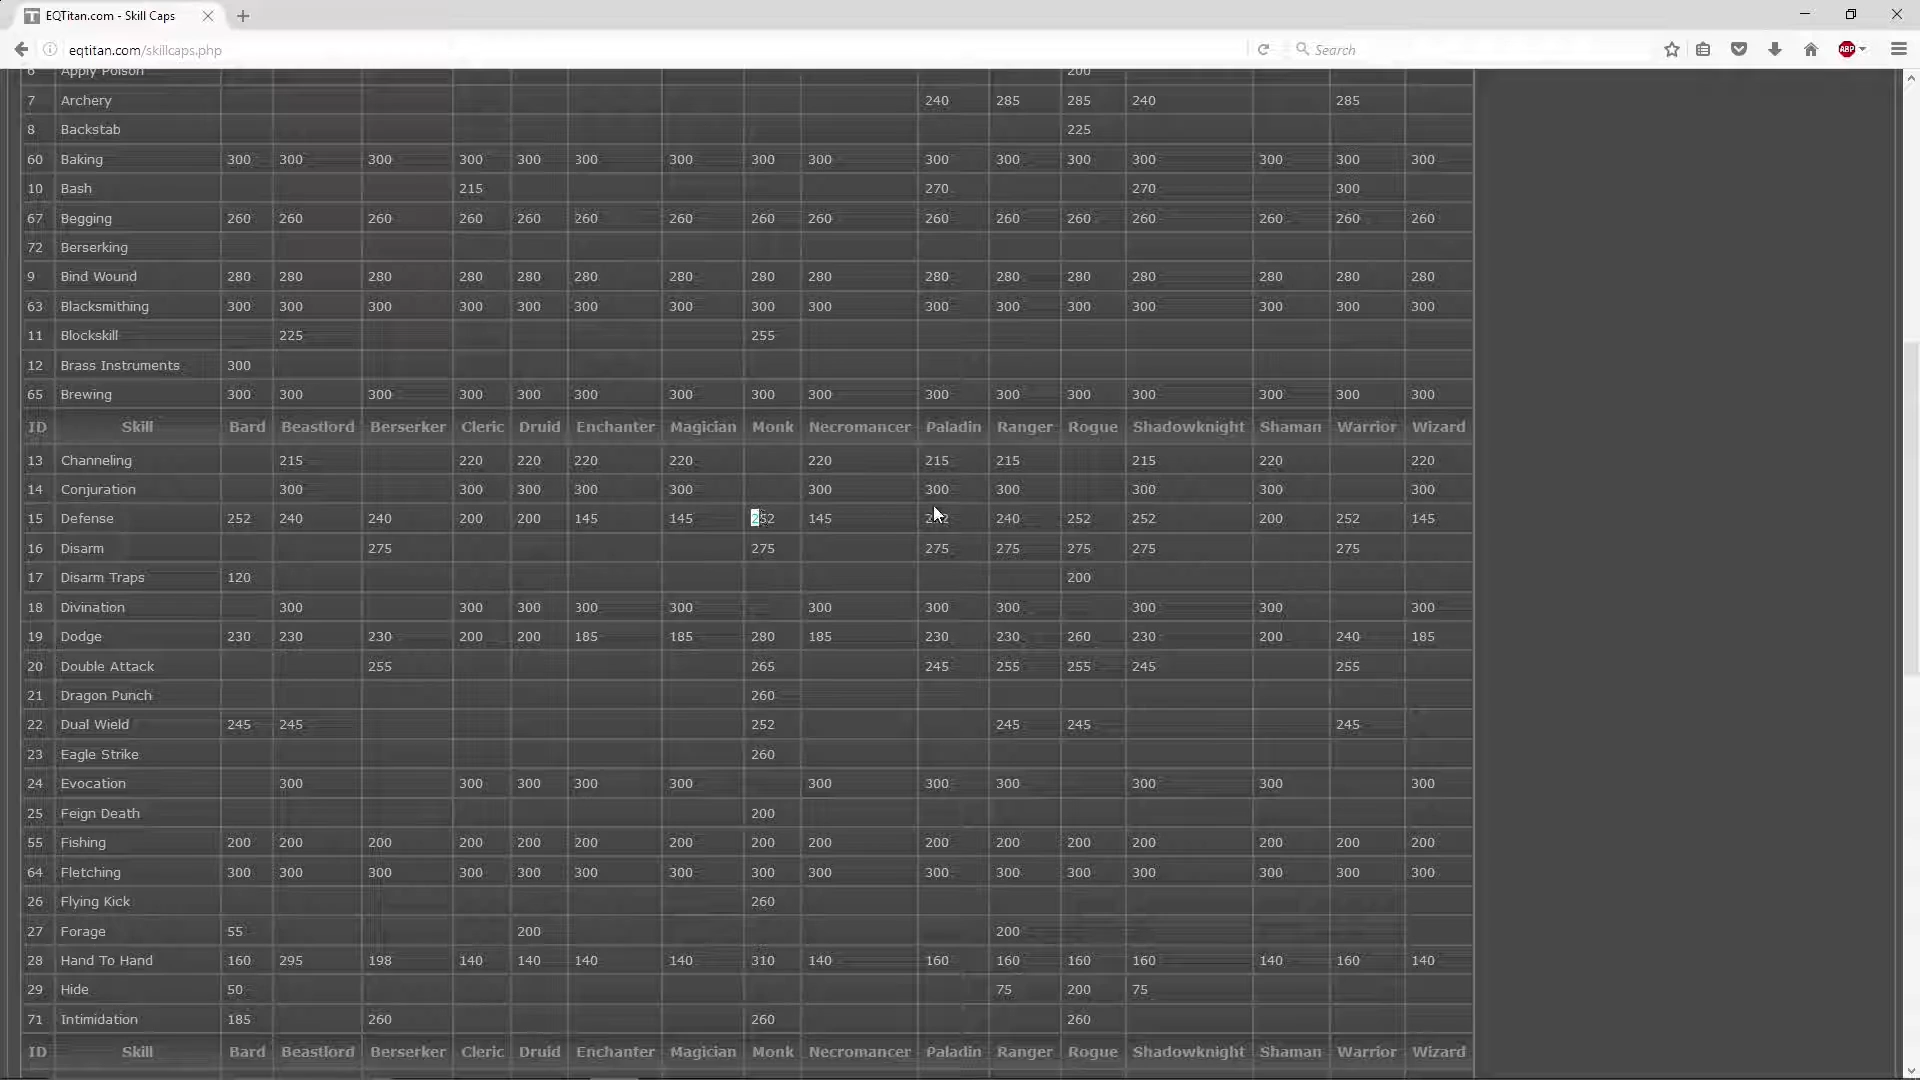 EQTitan.com - Skill Caps
eqtitan.com/skillcaps.php
Search
ABP
6 Apply Poison 200
7 Archery 240 285 285 240 285
8 Backstab 225
60 Baking 300 300 300 300 300 300 300 300 300 300 300 300 300 300 300 300
10 Bash 215 270 270 300
67 Begging 260 260 260 260 260 260 260 260 260 260 260 260 260 260 260 260
72 Berserking
9 Bind Wound 280 280 280 280 280 280 280 280 280 280 280 280 280 280 280 280
63 Blacksmithing 300 300 300 300 300 300 300 300 300 300 300 300 300 300 300 300
11 Blockskill 225 255
12 Brass Instruments 300
65 Brewing 300 300 300 300 300 300 300 300 300 300 300 300 300 300 300 300
ID Skill Bard Beastlord Berserker Cleric Druid Enchanter Magician Monk Necromancer Paladin Ranger Rogue Shadowknight Shaman Warrior Wizard
13 Channeling 215 220 220 220 220 220 215 215 215 220 220
14 Conjuration 300 300 300 300 300 300 300 300 300 300 300
15 Defense 252 240 240 200 200 145 145 252 145 240 252 252 200 252 145
16 Disarm 275 275 275 275 275 275 275
17 Disarm Traps 120 200
18 Divination 300 300 300 300 300 300 300 300 300 300 300
19 Dodge 230 230 230 200 200 185 185 280 185 230 230 260 230 200 240 185
20 Double Attack 255 265 245 255 255 245 255
21 Dragon Punch 260
22 Dual Wield 245 245 252 245 245 245
23 Eagle Strike 260
24 Evocation 300 300 300 300 300 300 300 300 300 300 300
25 Feign Death 200
55 Fishing 200 200 200 200 200 200 200 200 200 200 200 200 200 200 200 200
64 Fletching 300 300 300 300 300 300 300 300 300 300 300 300 300 300 300 300
26 Flying Kick 260
27 Forage 55 200 200
28 Hand To Hand 160 295 198 140 140 140 140 310 140 160 160 160 160 140 160 140
29 Hide 50 75 200 75
71 Intimidation 185 260 260 260
ID Skill Bard Beastlord Berserker Cleric Druid Enchanter Magician Monk Necromancer Paladin Ranger Rogue Shadowknight Shaman Warrior Wizard